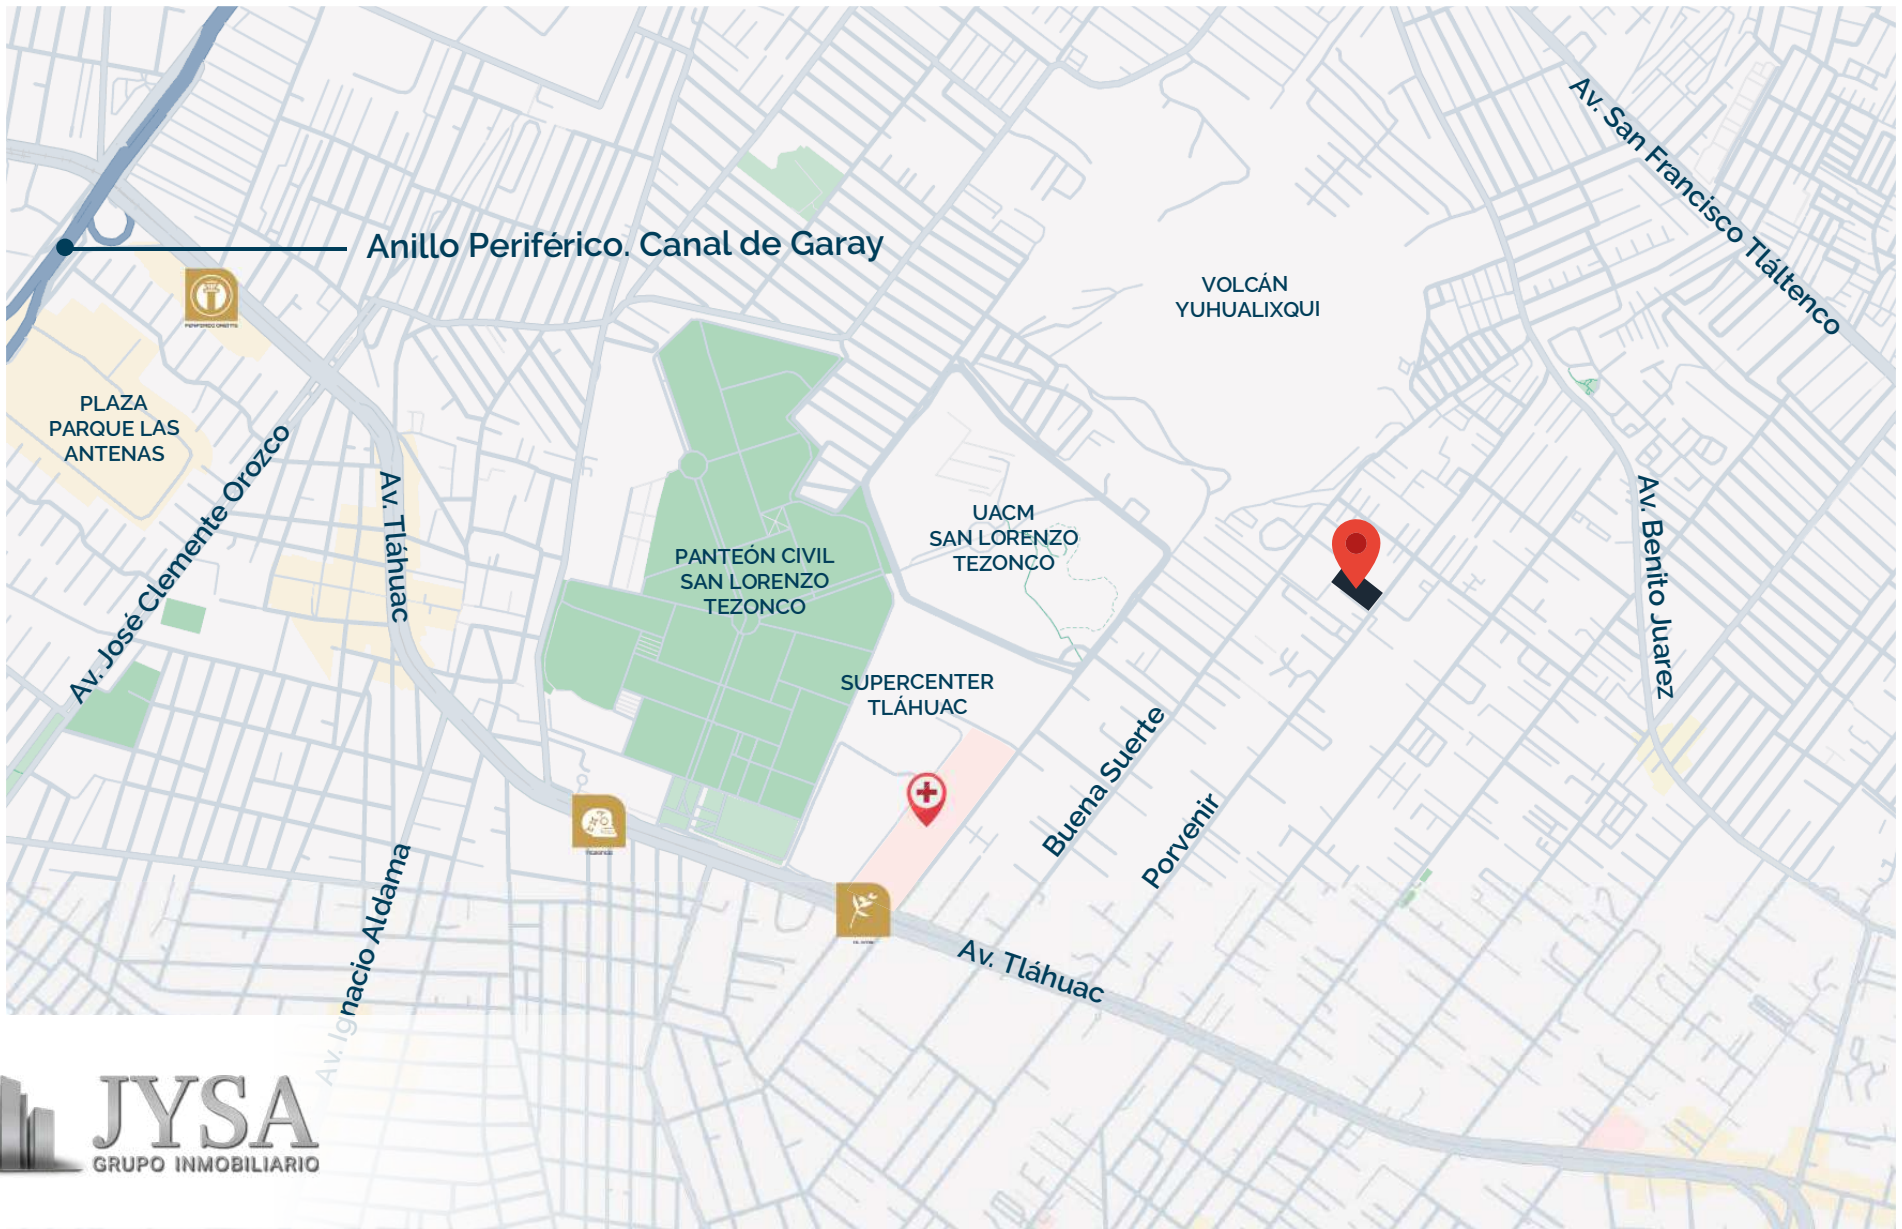 Av. San Francisco Tláltenco
Anillo Periférico. Canal de Garay
VOLCÁN
YUHUALIXQUI
PERIFÉRICO ORIENTE
PLAZA
PARQUE LAS
ANTENAS
Av. José Clemente Orozco
Av. Tláhuac
UACM
SAN LORENZO
TEZONCO
PANTEÓN CIVIL
SAN LORENZO
TEZONCO
Av. Benito Juarez
SUPERCENTER
TLÁHUAC
Buena Suerte
Porvenir
Av. Ignacio Aldama
Av. Tláhuac
JYSA
GRUPO INMOBILIARIO